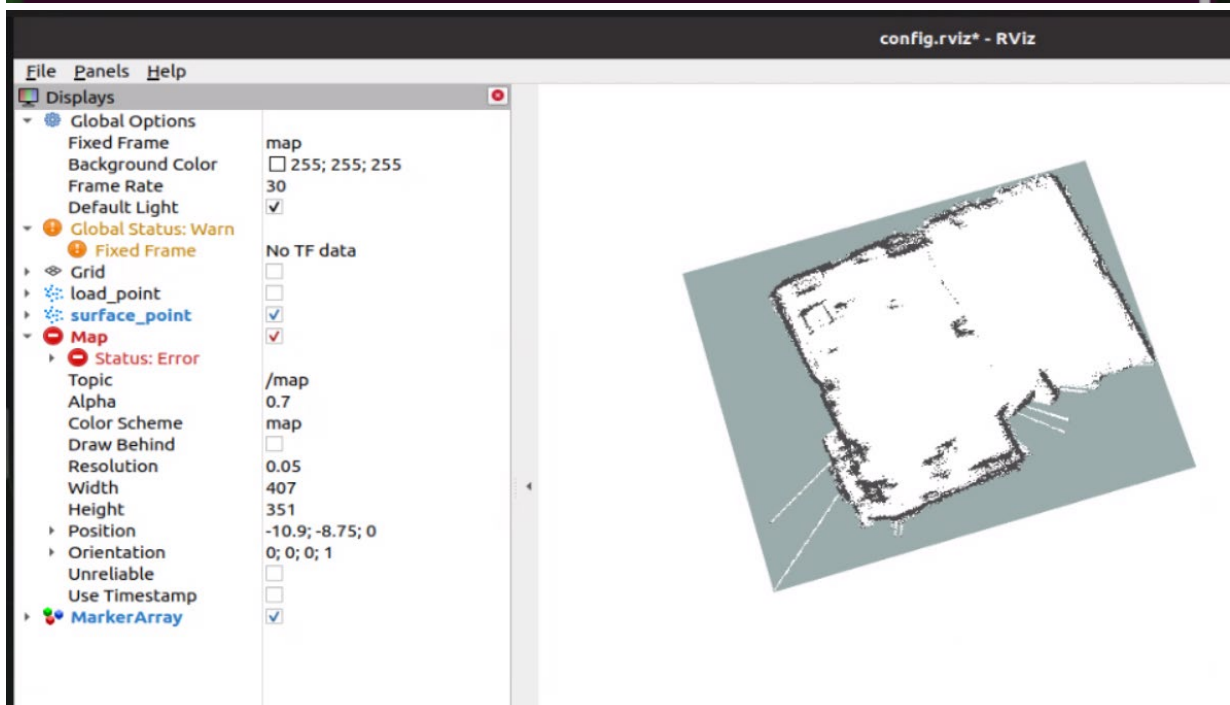 config.rviz* - RViz
File Panels Help
Displays
Global Options
Fixed Frame map
Background Color 255; 255; 255
Frame Rate 30
Default Light
Global Status: Warn
Fixed Frame No TF data
Grid
load_point
surface_point
Map
Status: Error
Topic /map
Alpha 0.7
Color Scheme map
Draw Behind
Resolution 0.05
Width 407
Height 351
Position -10.9; -8.75; 0
Orientation 0; 0; 0; 1
Unreliable
Use Timestamp
MarkerArray